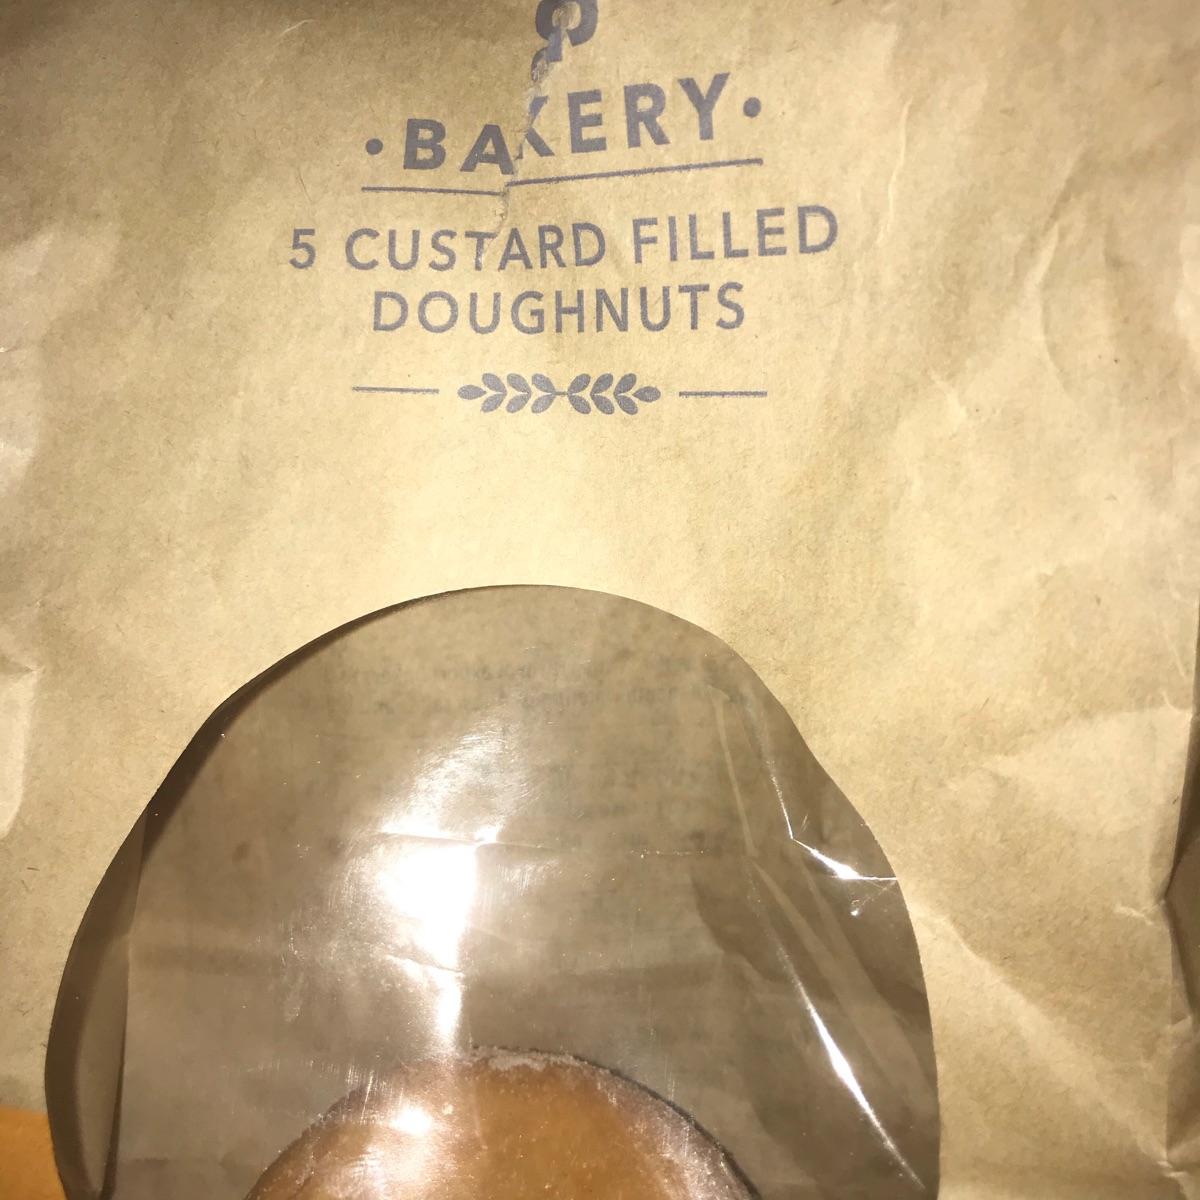 • BAKERY •
5 CUSTARD FILLED
DOUGHNUTS